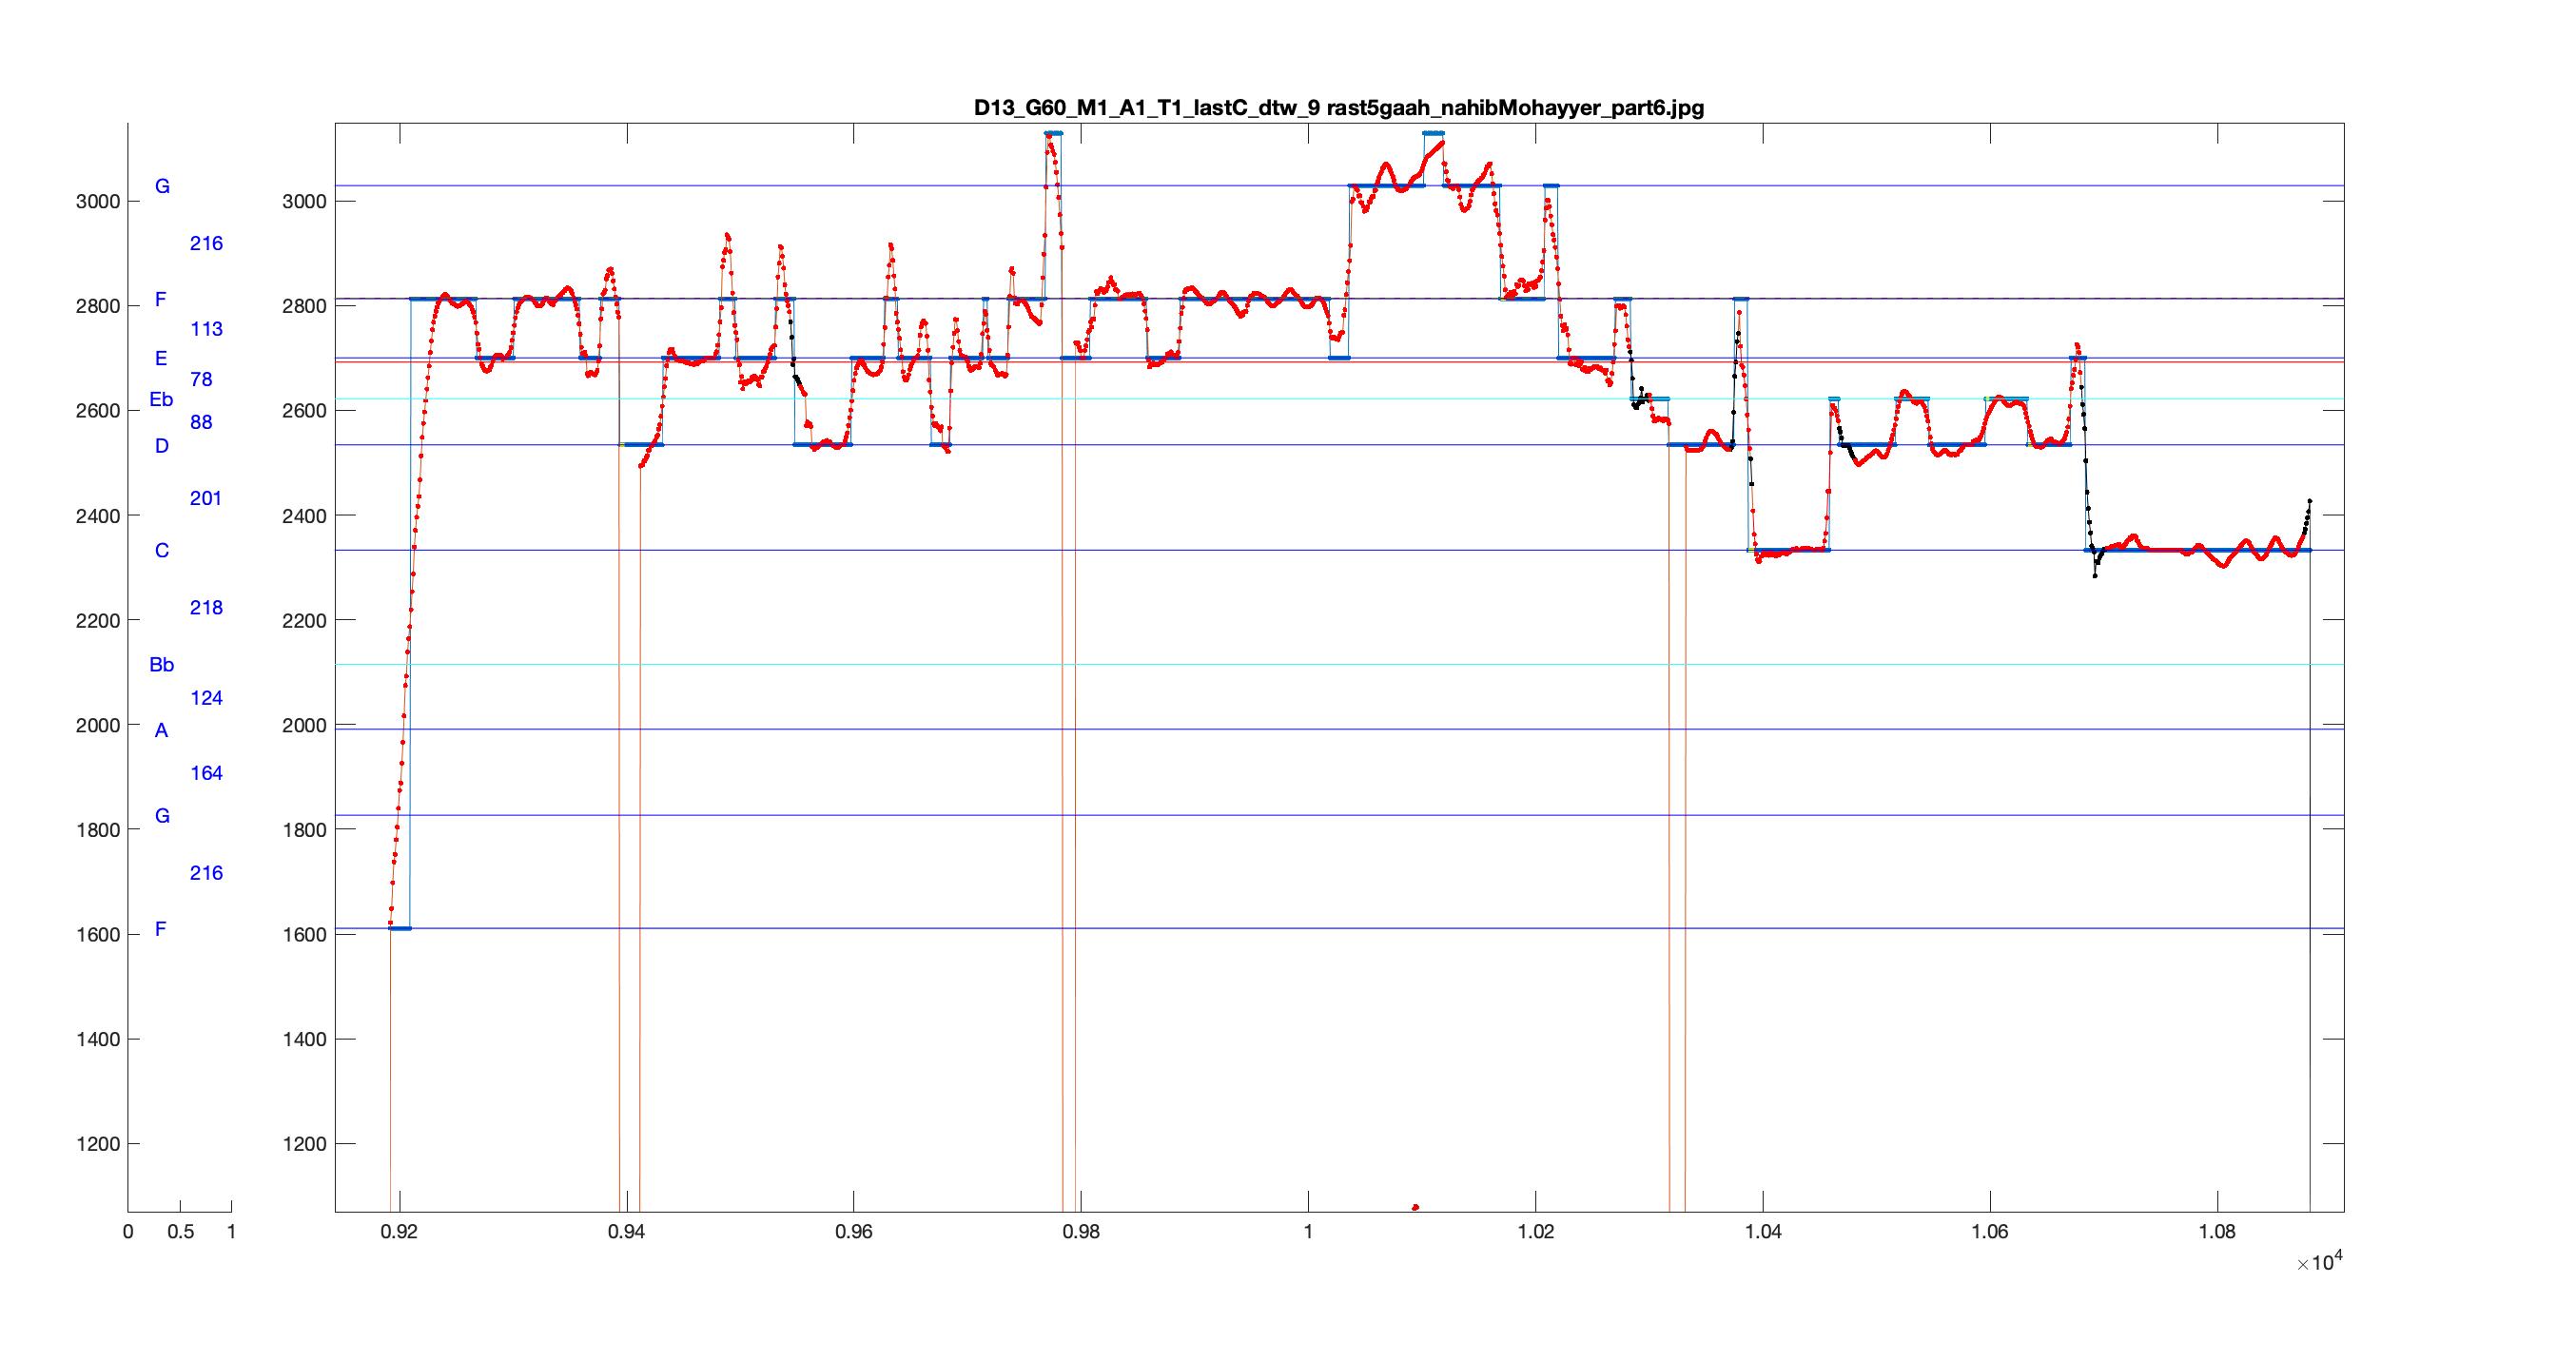 D13_G60_M1_A1_T1_lastC_dtw_9 rast5gaah_nahibMohayyer_part6.jpg
3000
2800
2600
2400
2200
2000
1800
1600
1400
1200
0 0.5 1
G
216
F
113
E
78
Eb
88
D
201
C
218
Bb
124
A
164
G
216
F
3000
2800
2600
2400
2200
2000
1800
1600
1400
1200
0.92 0.94 0.96 0.98 1 1.02 1.04 1.06 1.08
×10⁴